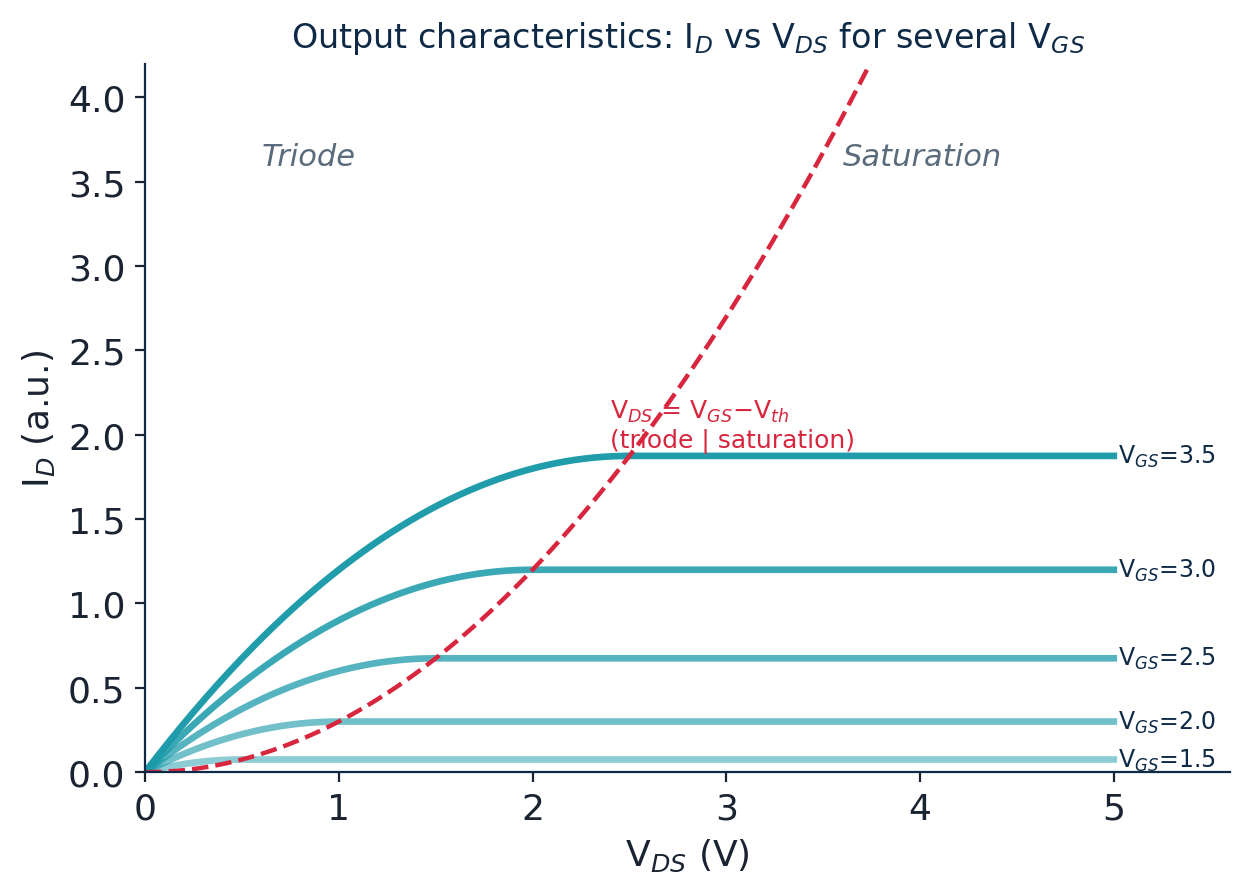 Output characteristics: I_D vs V_DS for several V_GS
4.0
Triode
Saturation
3.5
3.0
2.5
V_DS = V_GS−V_th
(triode | saturation)
2.0
V_GS=3.5
1.5
V_GS=3.0
1.0
V_GS=2.5
0.5
V_GS=2.0
V_GS=1.5
0.0
I_D (a.u.)
0 1 2 3 4 5
V_DS (V)